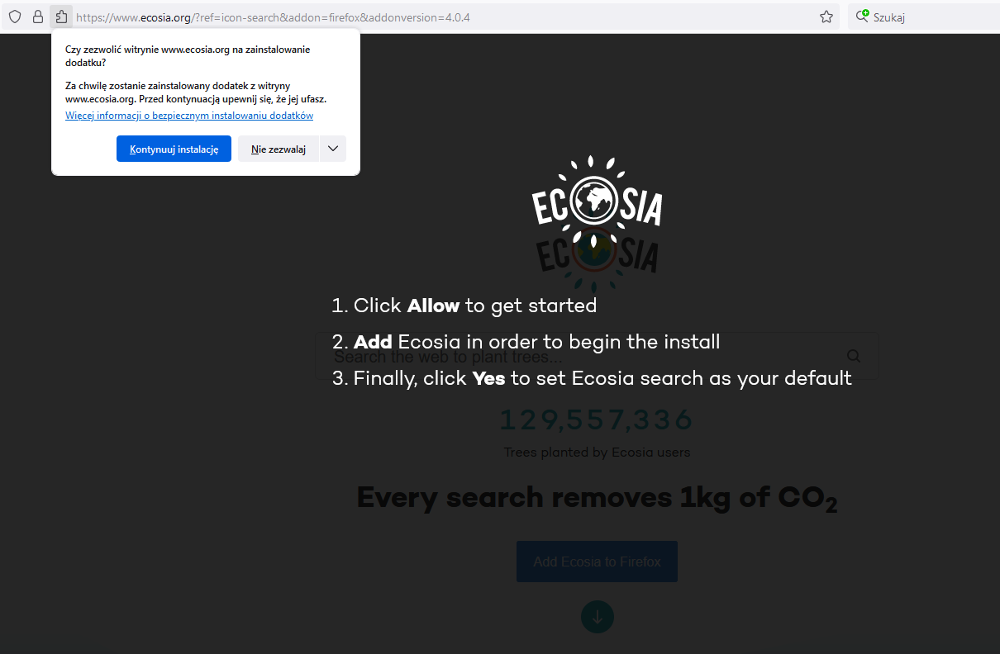 https://www.ecosia.org/?ref=icon-search&addon=firefox&addonversion=4.0.4
Szukaj
Czy zezwolić witrynie www.ecosia.org na zainstalowanie
dodatku?
Za chwilę zostanie zainstalowany dodatek z witryny
www.ecosia.org. Przed kontynuacją upewnij się, że jej ufasz.
Więcej informacji o bezpiecznym instalowaniu dodatków
Kontynuuj instalację
Nie zezwalaj
ECOSIA
ECOSIA
1. Click Allow to get started
2. Add Ecosia in order to begin the install
Search the web to plant trees...
3. Finally, click Yes to set Ecosia search as your default
129,557,336
Trees planted by Ecosia users
Every search removes 1kg of CO₂
Add Ecosia to Firefox